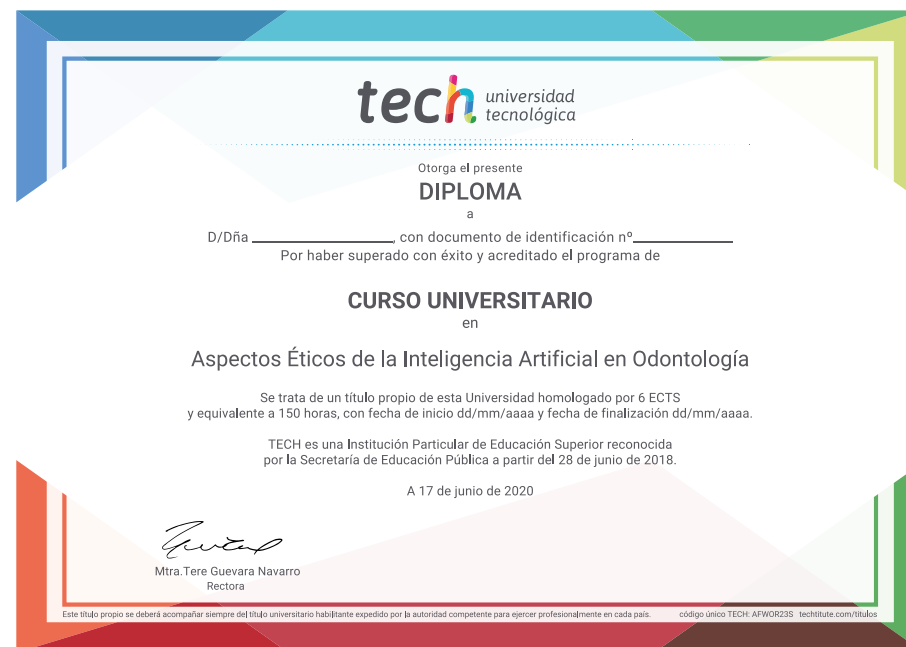 tech universidad
tecnológica
Otorga el presente
DIPLOMA
a
D/Dña ____________________, con documento de identificación nº______________
Por haber superado con éxito y acreditado el programa de
CURSO UNIVERSITARIO
en
Aspectos Éticos de la Inteligencia Artificial en Odontología
Se trata de un título propio de esta Universidad homologado por 6 ECTS
y equivalente a 150 horas, con fecha de inicio dd/mm/aaaa y fecha de finalización dd/mm/aaaa.
TECH es una Institución Particular de Educación Superior reconocida
por la Secretaría de Educación Pública a partir del 28 de junio de 2018.
A 17 de junio de 2020
Mtra.Tere Guevara Navarro
Rectora
Este título propio se deberá acompañar siempre del título universitario habilitante expedido por la autoridad competente para ejercer profesionalmente en cada país. código único TECH: AFWOR23S techtitute.com/titulos